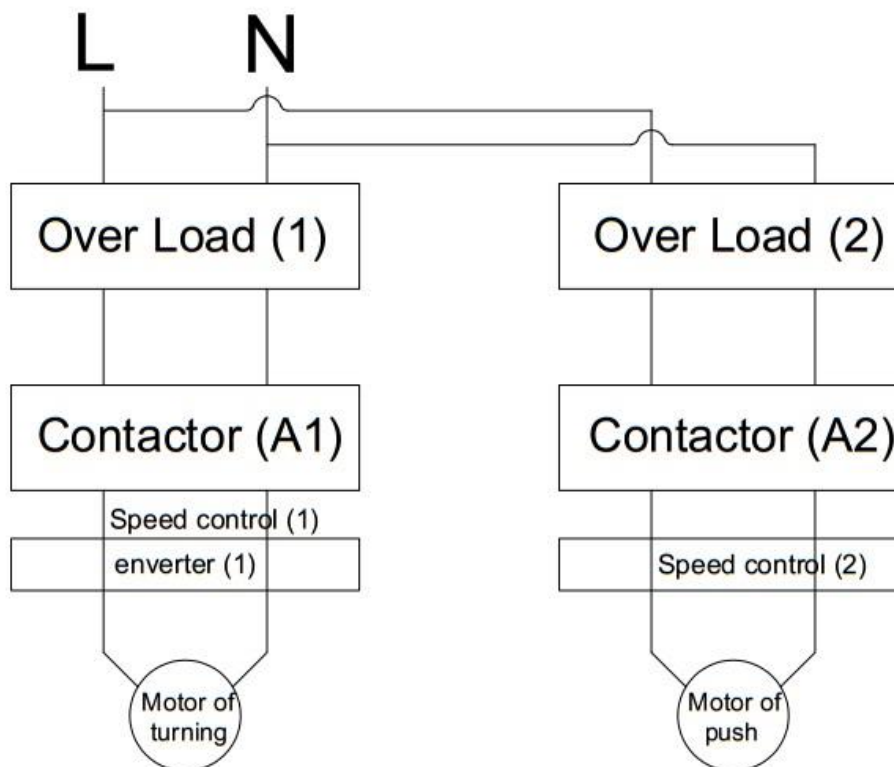 L N
Over Load (1) Over Load (2)
Contactor (A1) Contactor (A2)
Speed control (1)
enverter (1) Speed control (2)
Motor of
turning
Motor of
push